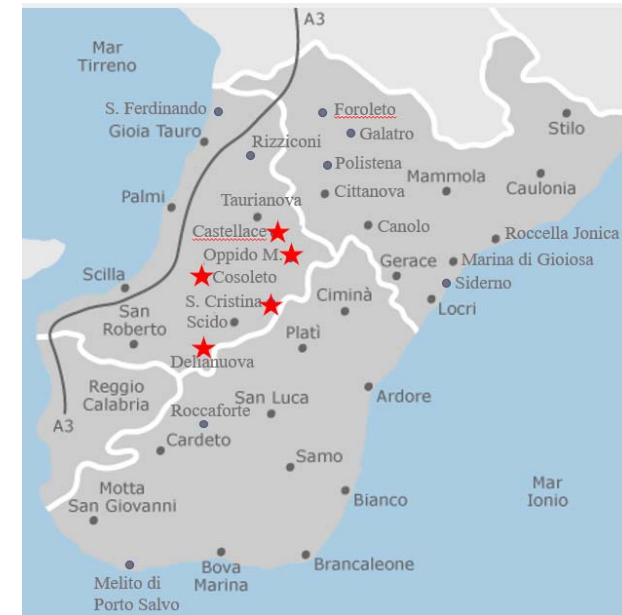 A3
Mar
Tirreno
S. Ferdinando
Foroleto
Gioia Tauro
Galatro
Stilo
Rizziconi
Polistena
Mammola
Palmi
Taurianova
Cittanova
Caulonia
Castellace
Canolo
Roccella Jonica
Oppido M.
Gerace
Marina di Gioiosa
Scilla
Cosoleto
Siderno
S. Cristina
Ciminà
Locri
San
Roberto
Scido
Platì
Delianuova
Reggio
Calabria
San Luca
Ardore
A3
Roccaforte
Cardeto
Samo
Mar
Ionio
Motta
San Giovanni
Bianco
Bova
Marina
Brancaleone
Melito di
Porto Salvo